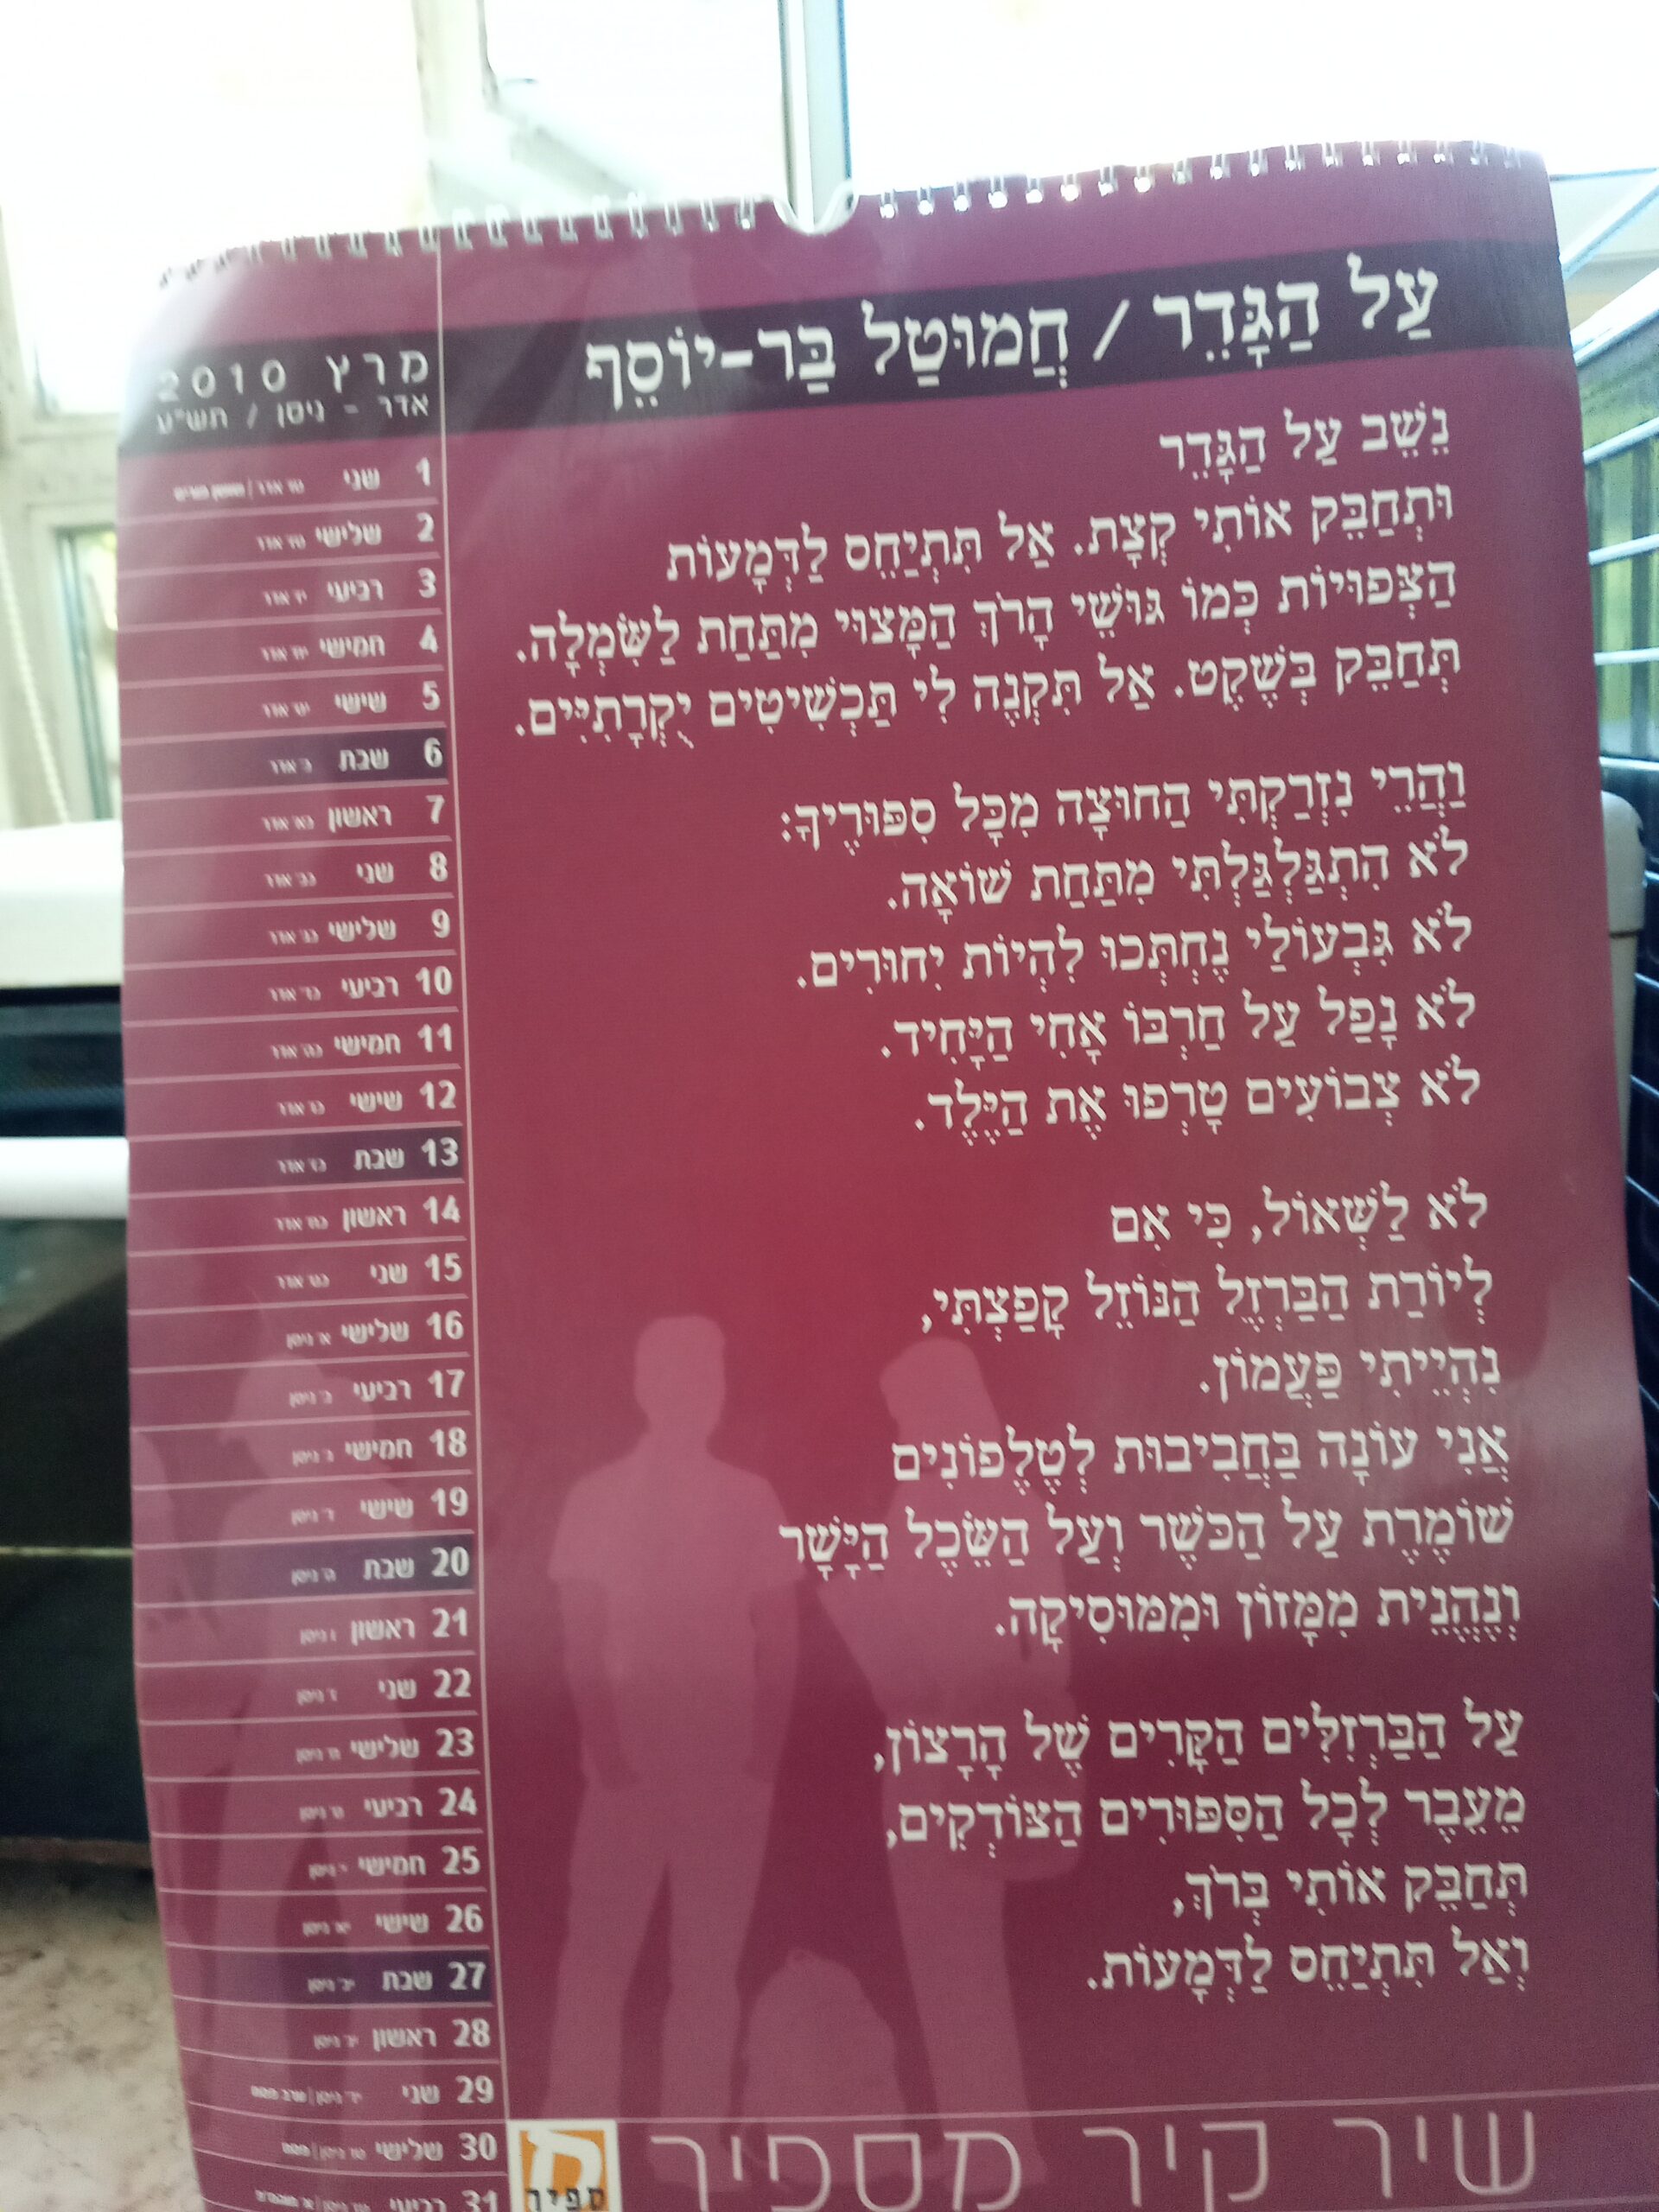 עַל הַגָּדֵר / חֲמוּטַל בַּר-יוֹסֵף
נֵשֵׁב עַל הַגָּדֵר
וּתְחַבֵּק אוֹתִי קְצָת. אַל תִּתְיַחֵס לַדְּמָעוֹת
הַצְּפוּיוֹת כְּמוֹ גּוּשֵׁי הָרֹךְ הַמָּצוּי מִתַּחַת לַשִּׂמְלָה.
תְּחַבֵּק בְּשֶׁקֶט. אַל תִּקְנֶה לִי תַּכְשִׁיטִים יֻקְרָתִיִּים.
וַהֲרֵי נִזְרַקְתִּי הַחוּצָה מִכָּל סִפּוּרֶיךָ:
לֹא הִתְגַּלְגַּלְתִּי מִתַּחַת שׁוֹאָה.
לֹא גִּבְעוֹלַי נֶחְתְּכוּ לִהְיוֹת יִחוּרִים.
לֹא נָפַל עַל חַרְבּוֹ אָחִי הַיָּחִיד.
לֹא צְבוֹעִים טָרְפוּ אֶת הַיֶּלֶד.
לֹא לַשְּׁאוֹל, כִּי אִם
לְיוֹרַת הַבַּרְזֶל הַנּוֹזֵל קָפַצְתִּי,
נִהְיֵיתִי פַּעֲמוֹן.
אֲנִי עוֹנָה בַּחֲבִיבוּת לְטֶלֶפוֹנִים
שׁוֹמֶרֶת עַל הַכֹּשֶׁר וְעַל הַשֵּׂכֶל הַיָּשָׁר
וְנֶהֱנֵית מִמָּזוֹן וּמִמּוּסִיקָה.
עַל הַבַּרְזִלִּים הַקָּרִים שֶׁל הָרָצוֹן,
מֵעֵבֶר לְכָל הַסִּפּוּרִים הַצּוֹדְקִים,
תְּחַבֵּק אוֹתִי בְּרֹךְ,
וְאַל תִּתְיַחֵס לַדְּמָעוֹת.
מרץ 2010
אדר - ניסן / תש"ע
1 שני
2 שלישי
3 רביעי
4 חמישי
5 שישי
6 שבת
7 ראשון
8 שני
9 שלישי
10 רביעי
11 חמישי
12 שישי
13 שבת
14 ראשון
15 שני
16 שלישי
17 רביעי
18 חמישי
19 שישי
20 שבת
21 ראשון
22 שני
23 שלישי
24 רביעי
25 חמישי
26 שישי
27 שבת
28 ראשון
29 שני
30 שלישי
31 רביעי
שיר קיר מספיר
ספיר